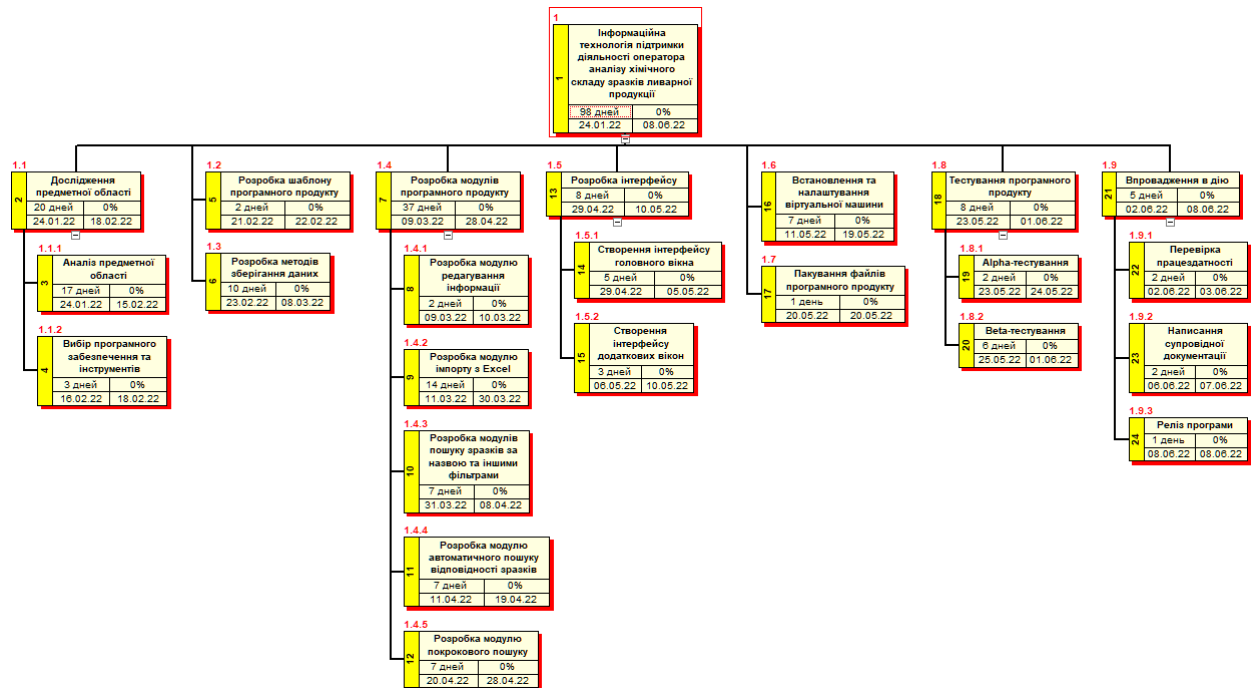 1
Інформаційна
технологія підтримки
діяльності оператора
аналізу хімічного
складу зразків ливарної
продукції
1
98 дней 0%
24.01.22 08.06.22
1.1
Дослідження
предметної області
2
20 дней 0%
24.01.22 18.02.22
1.1.1
Аналіз предметної
області
3
17 дней 0%
24.01.22 15.02.22
1.1.2
Вибір програмного
забезпечення та
інструментів
4
3 дней 0%
16.02.22 18.02.22
1.2
Розробка шаблону
програмного продукту
5
2 дней 0%
21.02.22 22.02.22
1.3
Розробка методів
зберігання даних
6
10 дней 0%
23.02.22 08.03.22
1.4
Розробка модулів
програмного продукту
7
37 дней 0%
09.03.22 28.04.22
1.4.1
Розробка модулю
редагування
інформації
8
2 дней 0%
09.03.22 10.03.22
1.4.2
Розробка модулю
імпорту з Excel
9
14 дней 0%
11.03.22 30.03.22
1.4.3
Розробка модулів
пошуку зразків за
назвою та іншими
фільтрами
10
7 дней 0%
31.03.22 08.04.22
1.4.4
Розробка модулю
автоматичного пошуку
відповідності зразків
11
7 дней 0%
11.04.22 19.04.22
1.4.5
Розробка модулю
покрокового пошуку
12
7 дней 0%
20.04.22 28.04.22
1.5
Розробка інтерфейсу
13
8 дней 0%
29.04.22 10.05.22
1.5.1
Створення інтерфейсу
головного вікна
14
5 дней 0%
29.04.22 05.05.22
1.5.2
Створення
інтерфейсу
додаткових вікон
15
3 дней 0%
06.05.22 10.05.22
1.6
Встановлення та
налаштування
віртуальної машини
16
7 дней 0%
11.05.22 19.05.22
1.7
Пакування файлів
програмного продукту
17
1 день 0%
20.05.22 20.05.22
1.8
Тестування програмного
продукту
18
8 дней 0%
23.05.22 01.06.22
1.8.1
Alpha-тестування
19
2 дней 0%
23.05.22 24.05.22
1.8.2
Beta-тестування
20
6 дней 0%
25.05.22 01.06.22
1.9
Впровадження в дію
21
5 дней 0%
02.06.22 08.06.22
1.9.1
Перевірка
працездатності
22
2 дней 0%
02.06.22 03.06.22
1.9.2
Написання
супровідної
документації
23
2 дней 0%
06.06.22 07.06.22
1.9.3
Реліз програми
24
1 день 0%
08.06.22 08.06.22